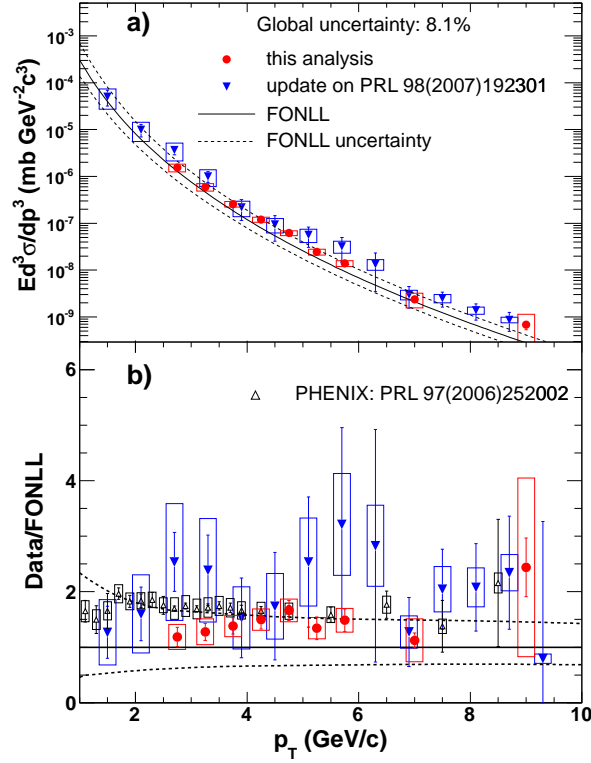 a)
Global uncertainty: 8.1%
this analysis
update on PRL 98(2007)192301
FONLL
FONLL uncertainty
Ed³σ/dp³ (mb GeV⁻²c³)
10⁻³
10⁻⁴
10⁻⁵
10⁻⁶
10⁻⁷
10⁻⁸
10⁻⁹
b)
PHENIX: PRL 97(2006)252002
Data/FONLL
6
4
2
0
2 4 6 8 10
p_T (GeV/c)